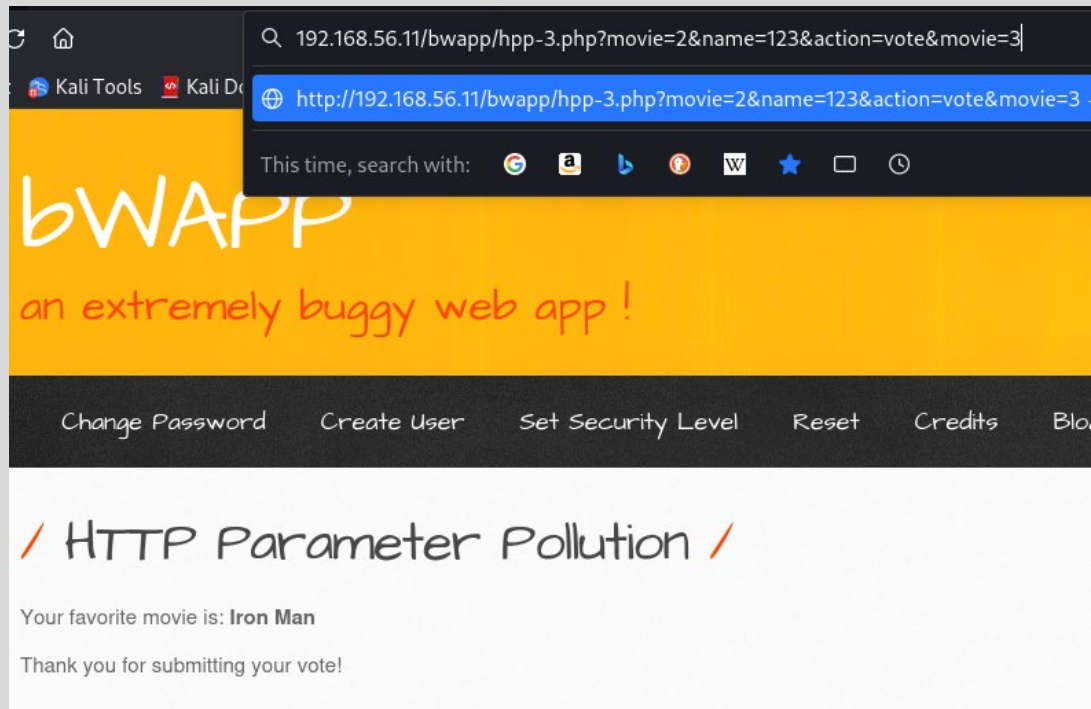 192.168.56.11/bwapp/hpp-3.php?movie=2&name=123&action=vote&movie=3
Kali Tools Kali Do
http://192.168.56.11/bwapp/hpp-3.php?movie=2&name=123&action=vote&movie=3
This time, search with:
bWAPP
an extremely buggy web app !
Change Password Create User Set Security Level Reset Credits Blo
/ HTTP Parameter Pollution /
Your favorite movie is: Iron Man
Thank you for submitting your vote!